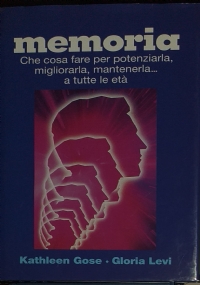 memoria
Che cosa fare per potenziarla,
migliorarla, mantenerla...
a tutte le età
Kathleen Gose • Gloria Levi